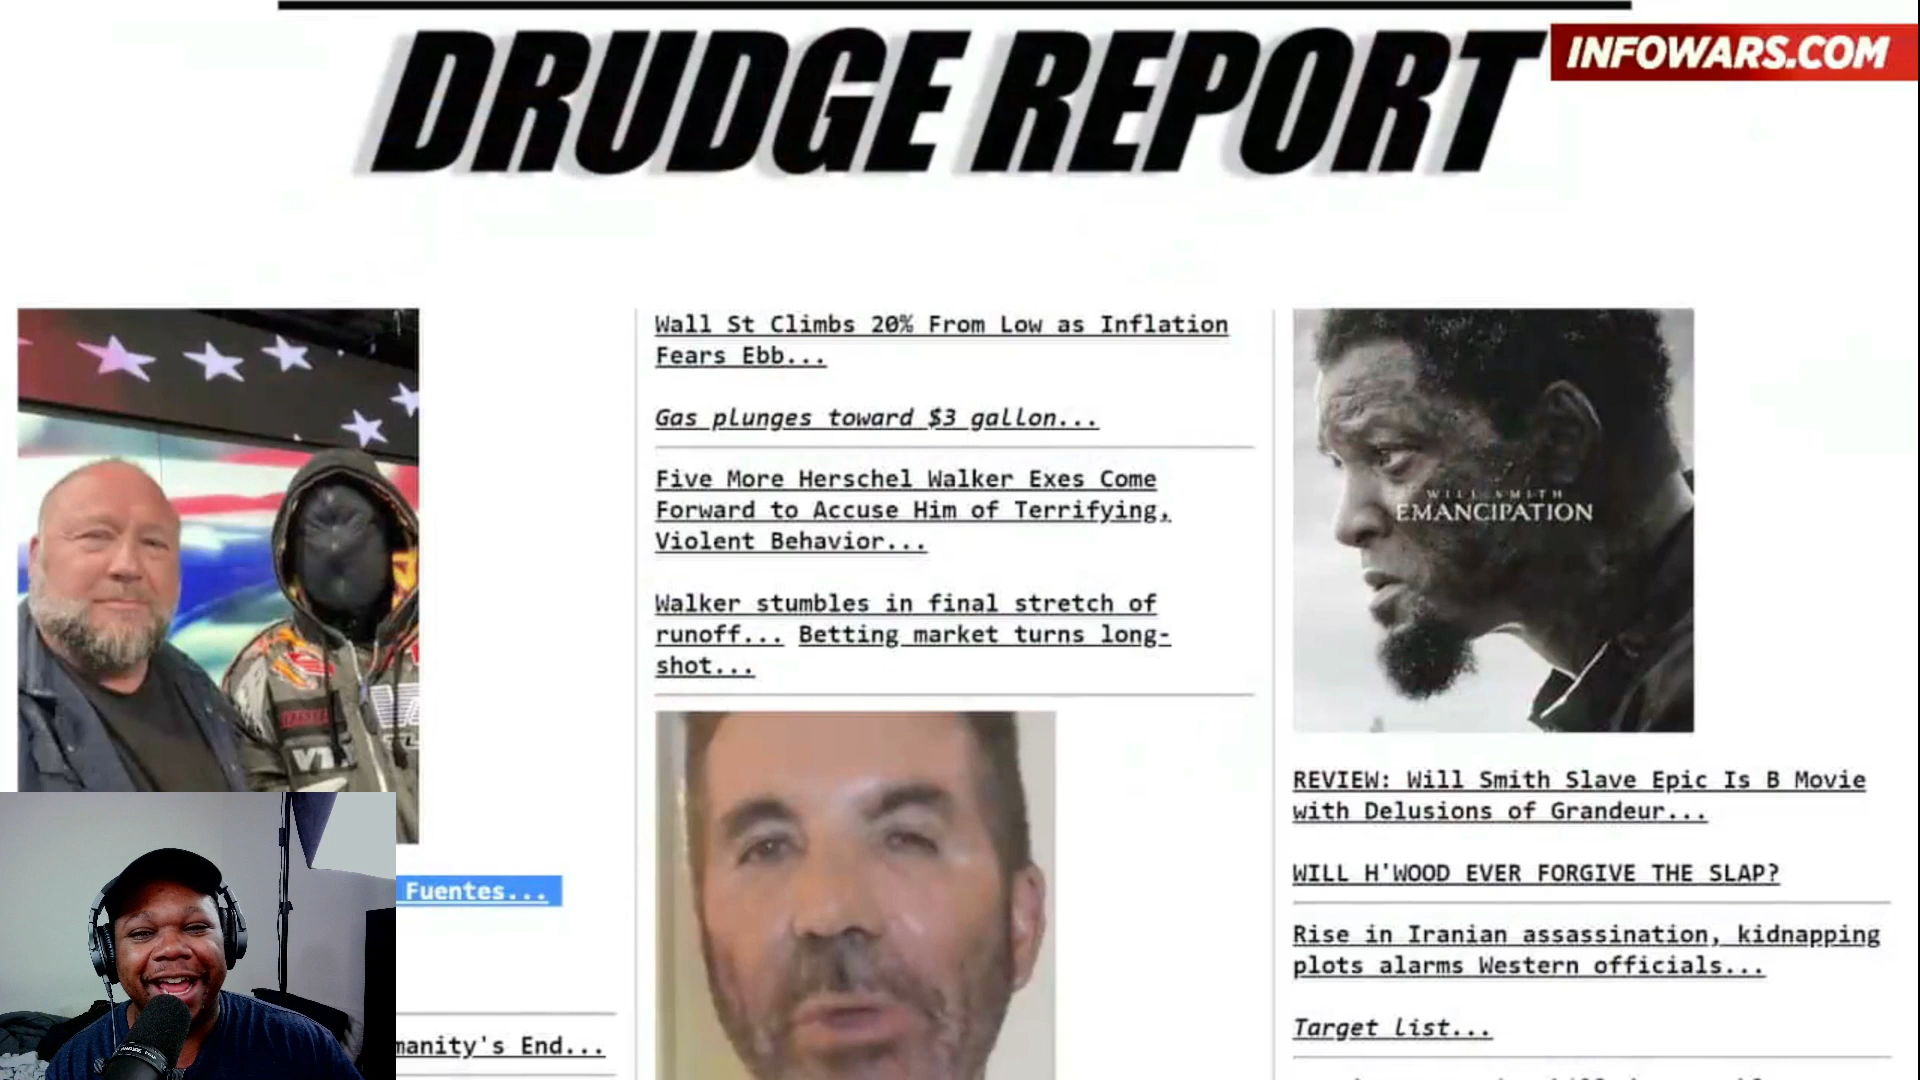 DRUDGE REPORT
INFOWARS.COM
Fuentes...
manity's End...
Wall St Climbs 20% From Low as Inflation
Fears Ebb...
Gas plunges toward $3 gallon...
Five More Herschel Walker Exes Come
Forward to Accuse Him of Terrifying,
Violent Behavior...
Walker stumbles in final stretch of
runoff... Betting market turns long-
shot...
WILL SMITH
EMANCIPATION
REVIEW: Will Smith Slave Epic Is B Movie
with Delusions of Grandeur...
WILL H'WOOD EVER FORGIVE THE SLAP?
Rise in Iranian assassination, kidnapping
plots alarms Western officials...
Target list...